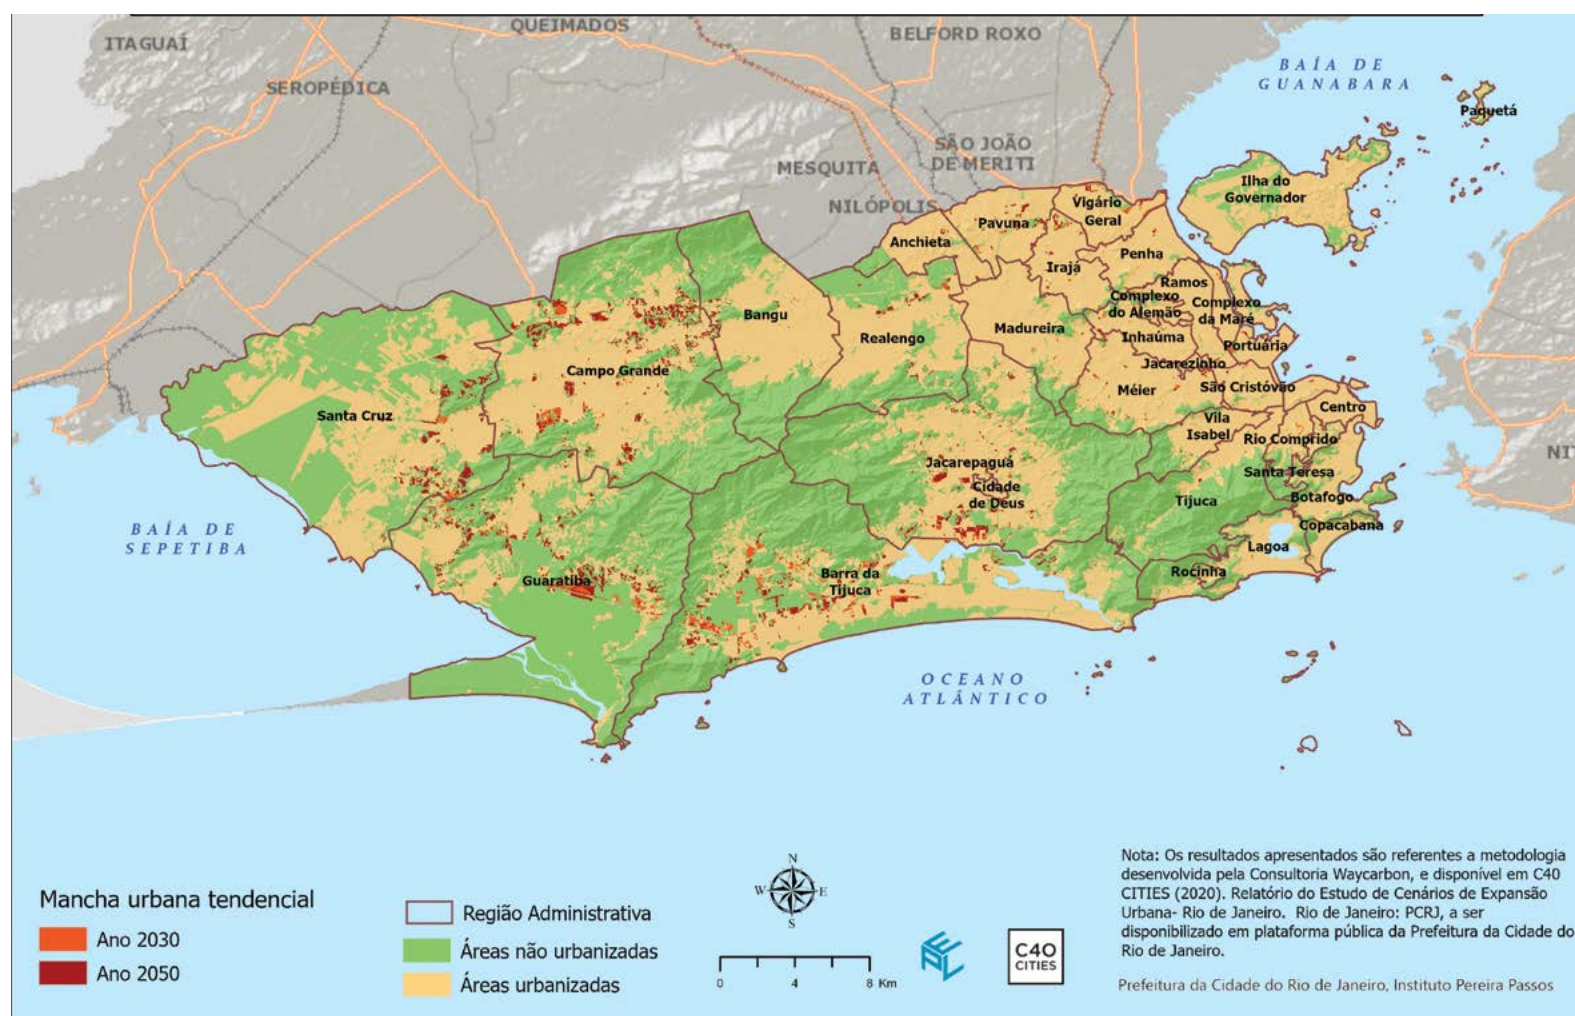 QUEIMADOS
BELFORD ROXO
ITAGUAÍ
SEROPÉDICA
BAÍA DE
GUANABARA
Paquetá
SÃO JOÃO
DE MERITI
MESQUITA
NILÓPOLIS
Ilha do
Governador
Vigário
Geral
Pavuna
Anchieta
Penha
Irajá
Ramos
Complexo
do Alemão
Complexo
da Maré
Bangu
Realengo
Madureira
Inhaúma
Portuária
Jacarezinho
Campo Grande
Méier
São Cristóvão
Santa Cruz
Centro
Vila
Isabel
Rio Comprido
NIT
Jacarepaguá
Cidade
de Deus
Santa Teresa
Tijuca
Botafogo
Copacabana
BAÍA DE
SEPETIBA
Lagoa
Rocinha
Guaratiba
Barra da
Tijuca
OCEANO
ATLÂNTICO
Mancha urbana tendencial
Ano 2030
Ano 2050
Região Administrativa
Áreas não urbanizadas
Áreas urbanizadas
N
W
E
S
0 4 8 Km
EPL
C40
CITIES
Nota: Os resultados apresentados são referentes a metodologia
desenvolvida pela Consultoria Waycarbon, e disponível em C40
CITIES (2020). Relatório do Estudo de Cenários de Expansão
Urbana- Rio de Janeiro. Rio de Janeiro: PCRJ, a ser
disponibilizado em plataforma pública da Prefeitura da Cidade do
Rio de Janeiro.
Prefeitura da Cidade do Rio de Janeiro, Instituto Pereira Passos